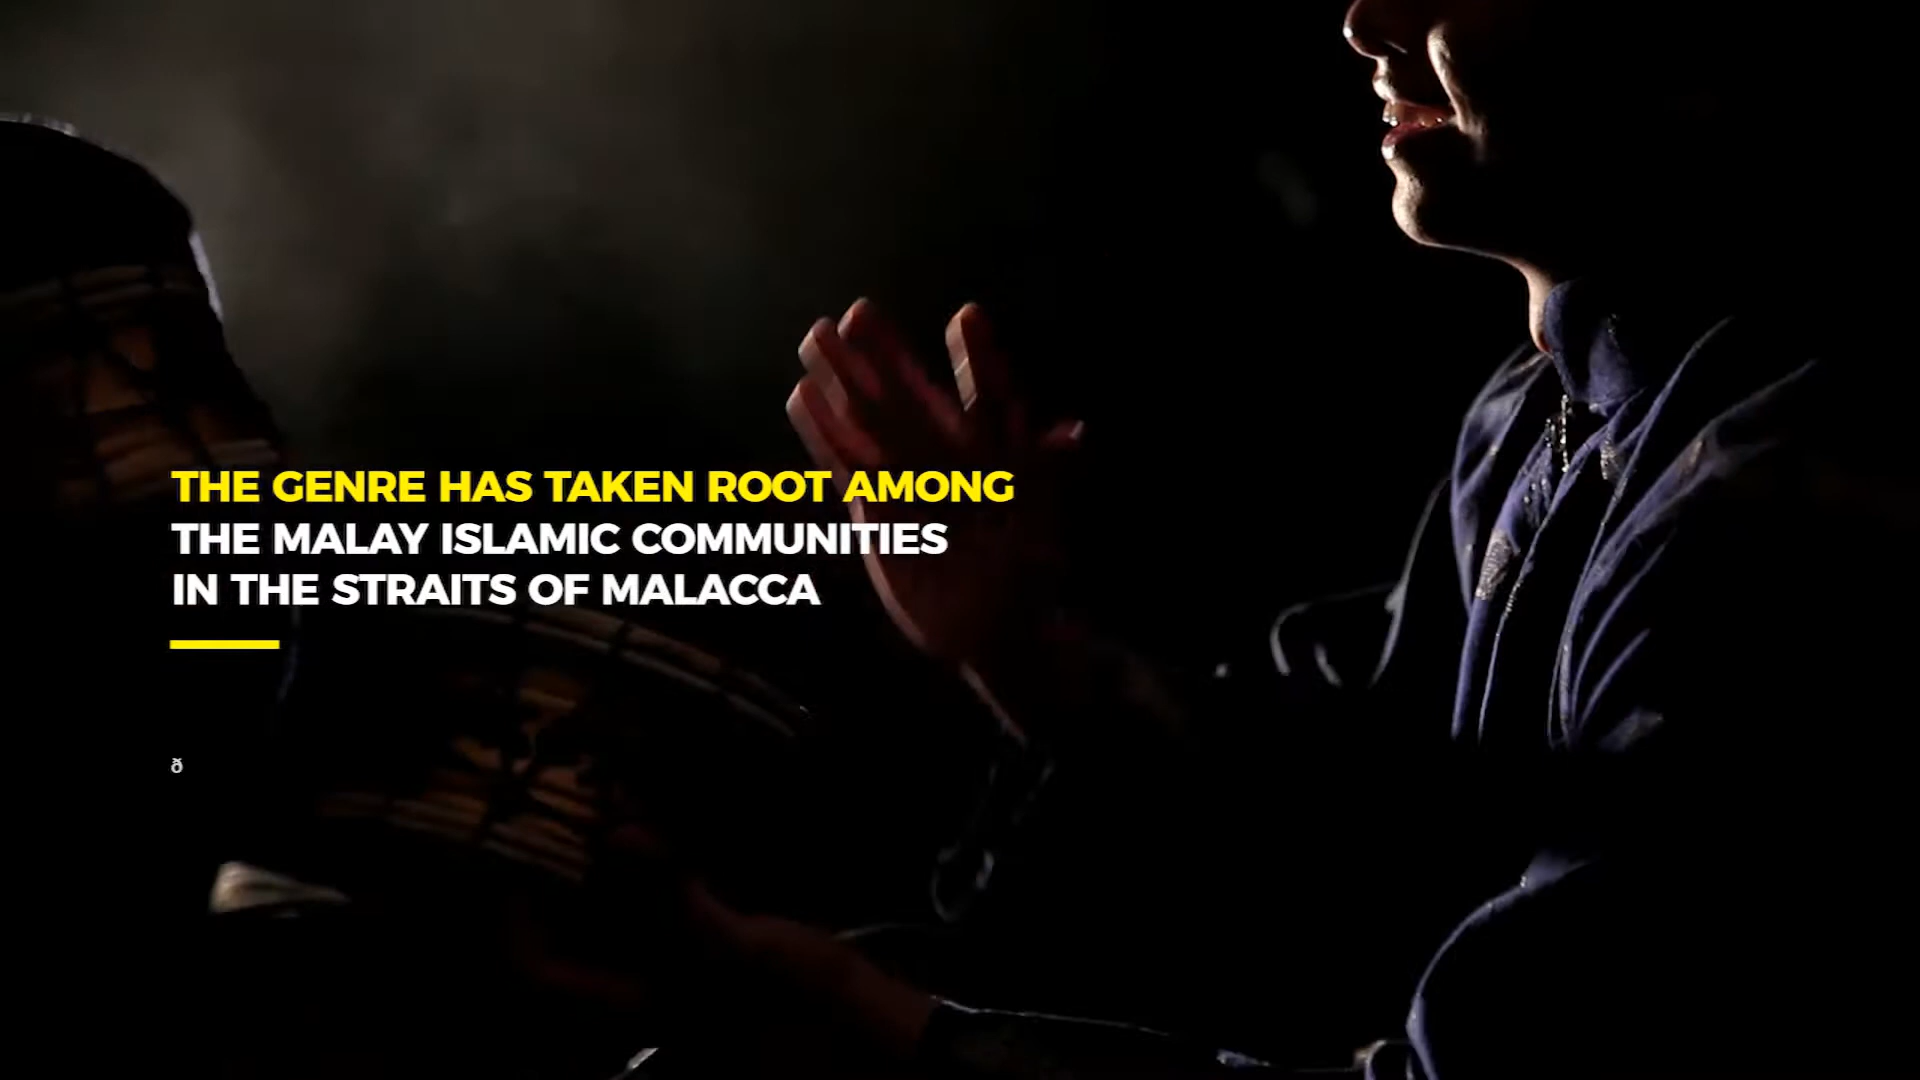 THE GENRE HAS TAKEN ROOT AMONG
THE MALAY ISLAMIC COMMUNITIES
IN THE STRAITS OF MALACCA
ð